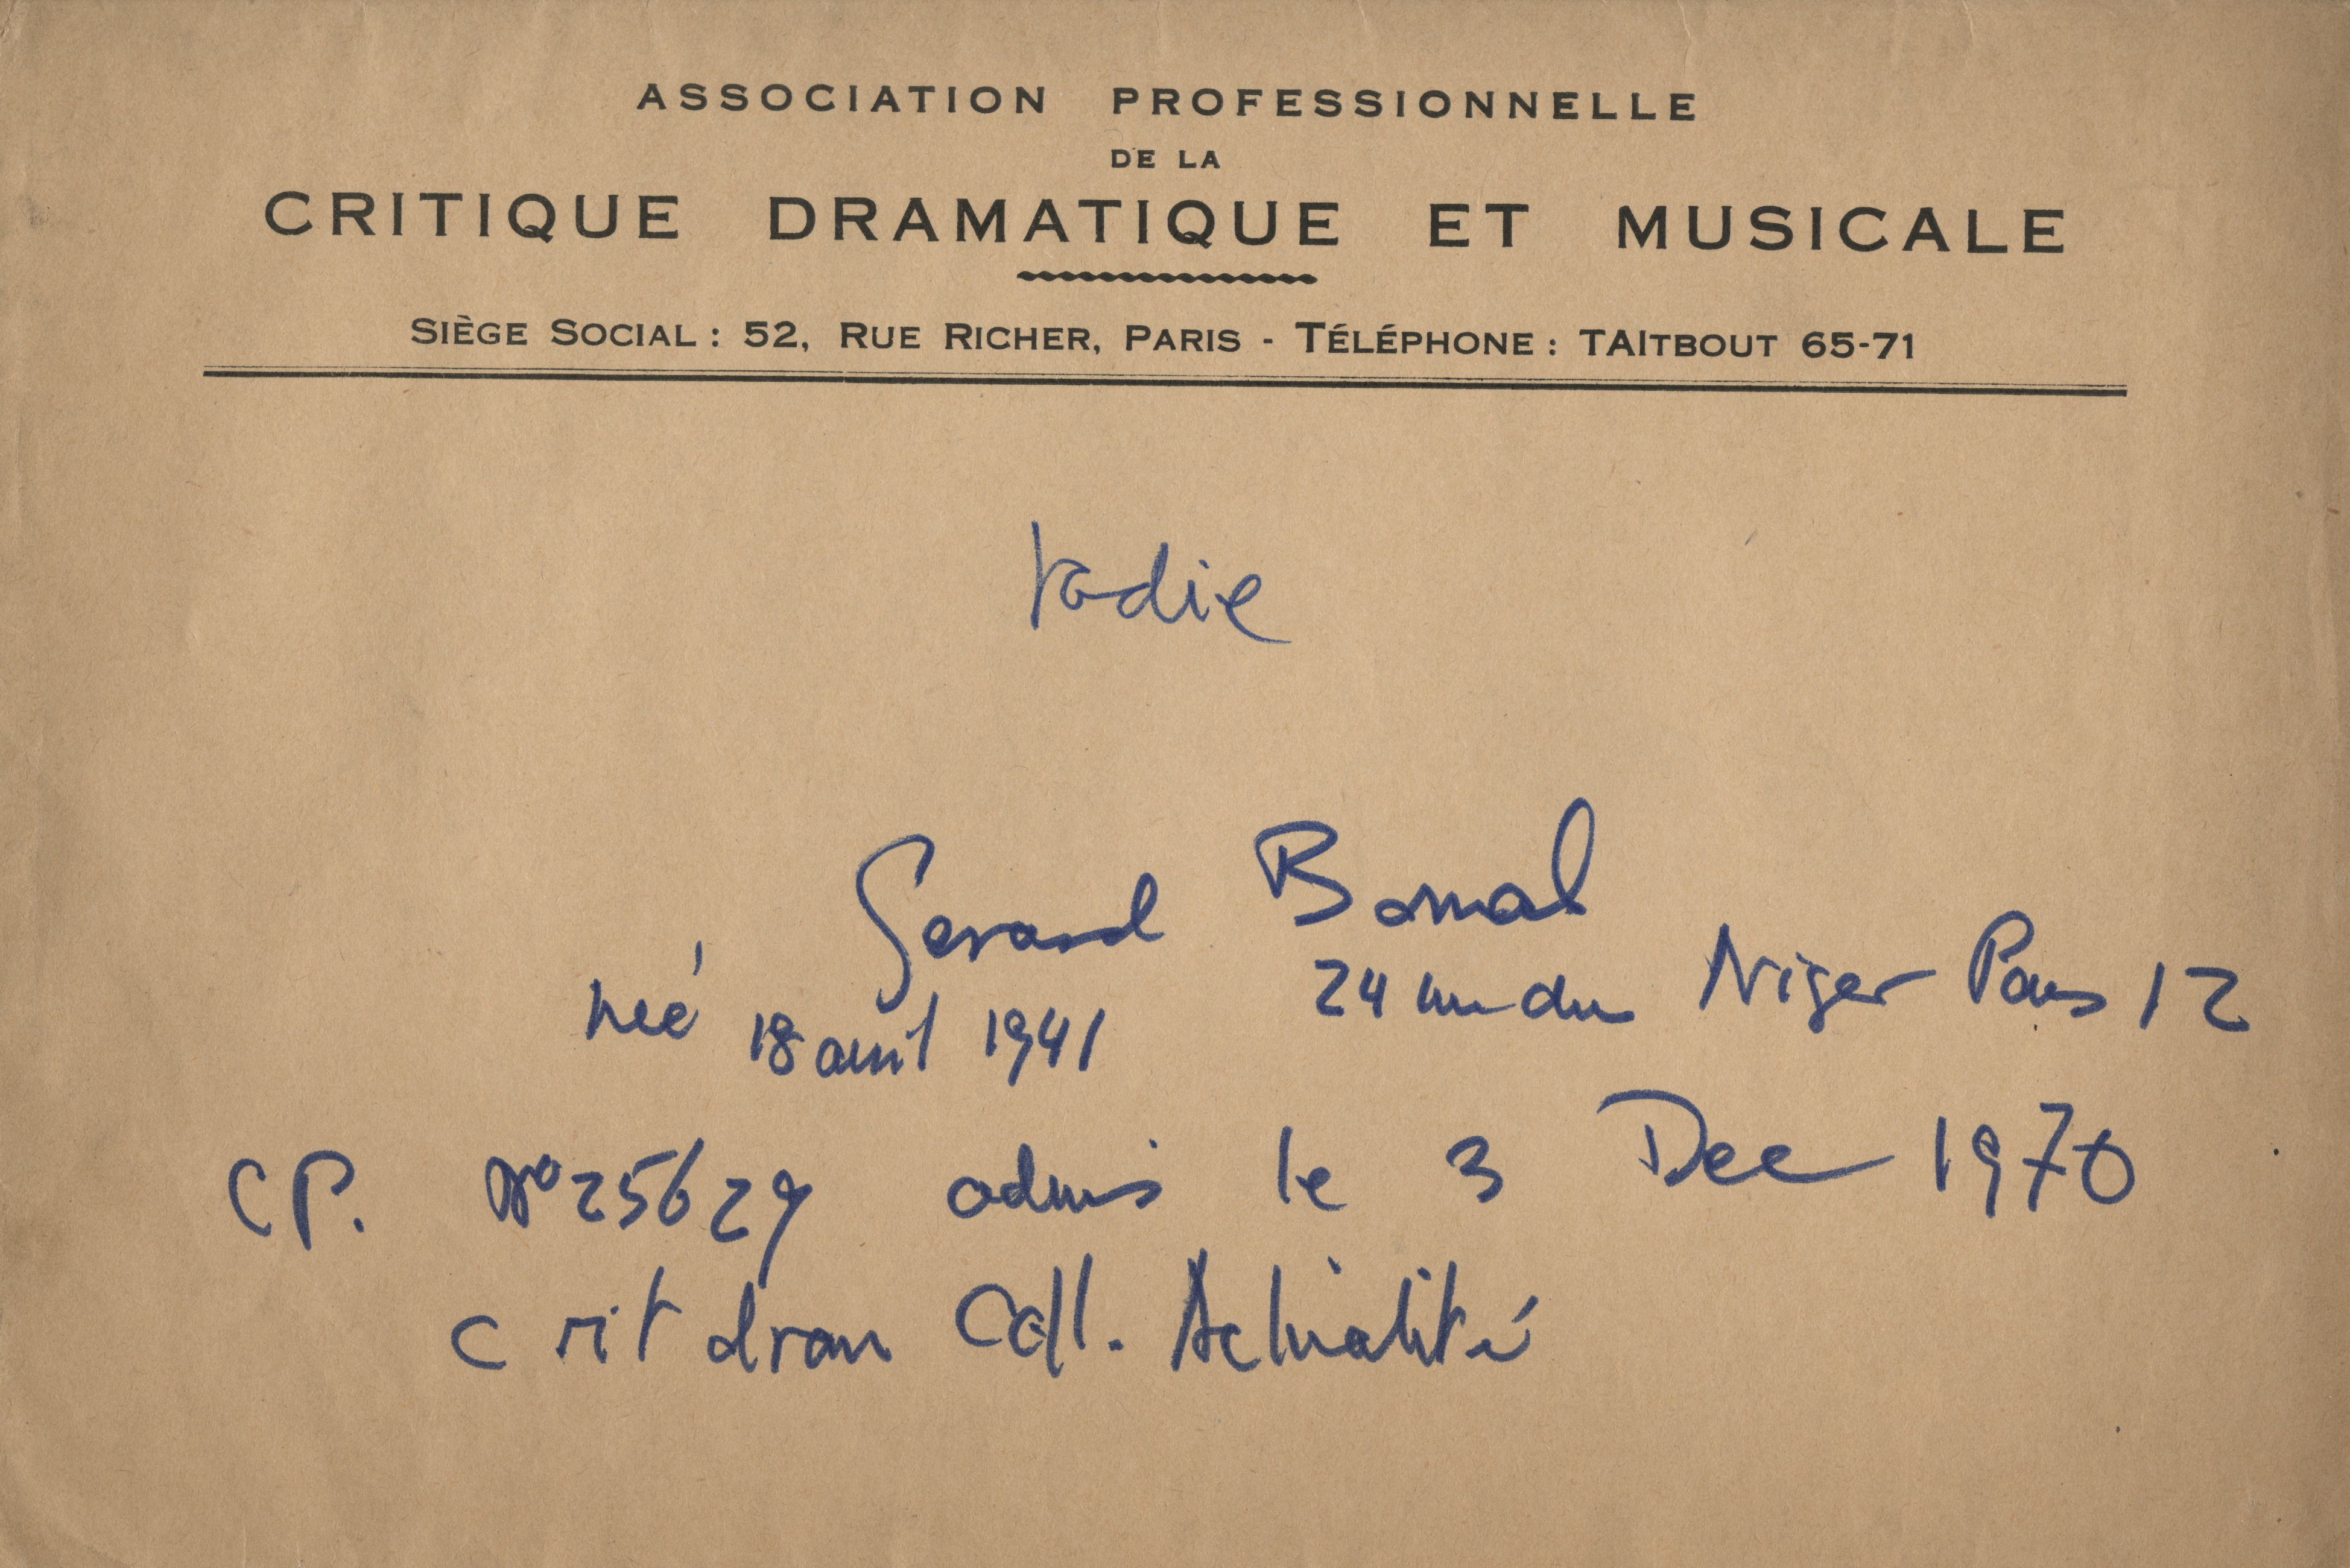 ASSOCIATION PROFESSIONNELLE
DE LA
CRITIQUE DRAMATIQUE ET MUSICALE
SIÈGE SOCIAL : 52, RUE RICHER, PARIS - TÉLÉPHONE : TAITBOUT 65-71
radie
Gerard Bonal
né 18 avril 1941
24 rue du Niger Paris 12
CP. N° 25629 admis le 3 Dec 1970
crit dram Coll. Actualité